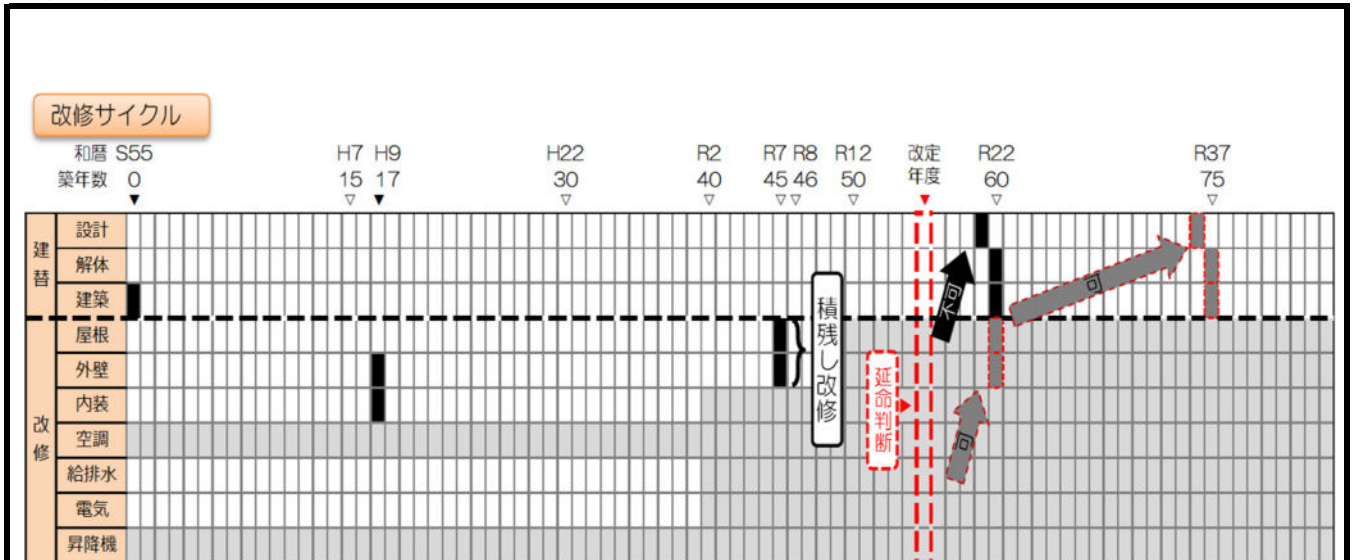 改修サイクル
和暦 S55 H7 H9 H22 R2 R7 R8 R12 改定 R22 R37
築年数 0 15 17 30 40 45 46 50 年度 60 75
建替
設計
解体
建築
改修
屋根
外壁
内装
空調
給排水
電気
昇降機
積残し改修
延命判断
不可
可
可